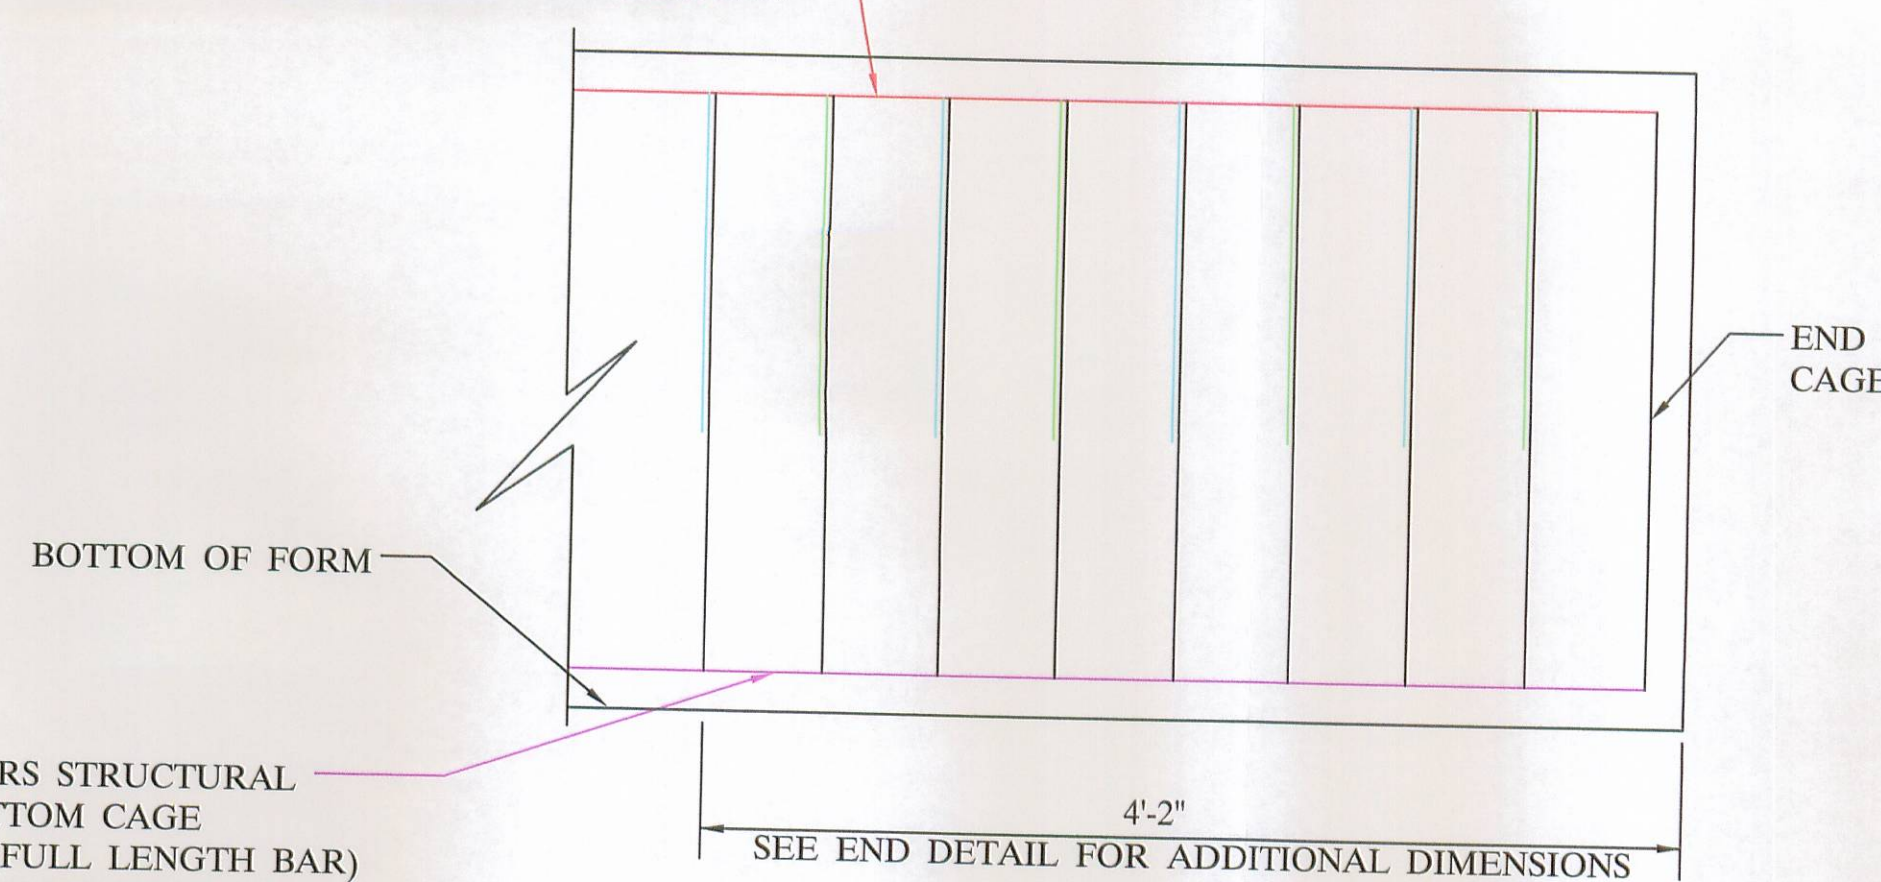 END
CAGE
BOTTOM OF FORM
RS STRUCTURAL
TTOM CAGE
FULL LENGTH BAR)
4'-2"
SEE END DETAIL FOR ADDITIONAL DIMENSIONS